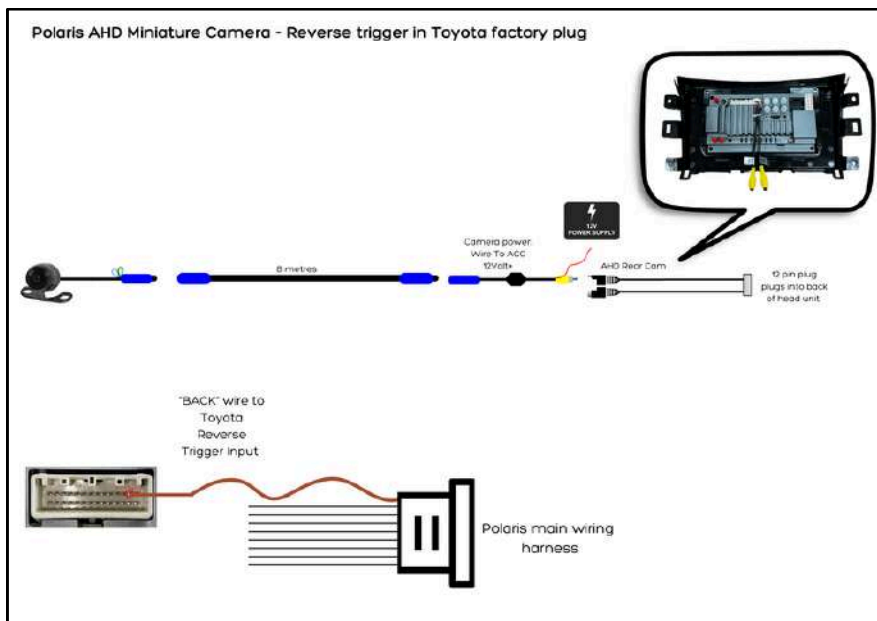 Polaris AHD Miniature Camera - Reverse trigger in Toyota factory plug
12V
POWER SUPPLY
Camera power.
Wire To ACC
12Volt+
8 metres
AHD Rear Cam
12 pin plug
plugs into back
of head unit
"BACK" wire to
Toyota
Reverse
Trigger Input
Polaris main wiring
harness